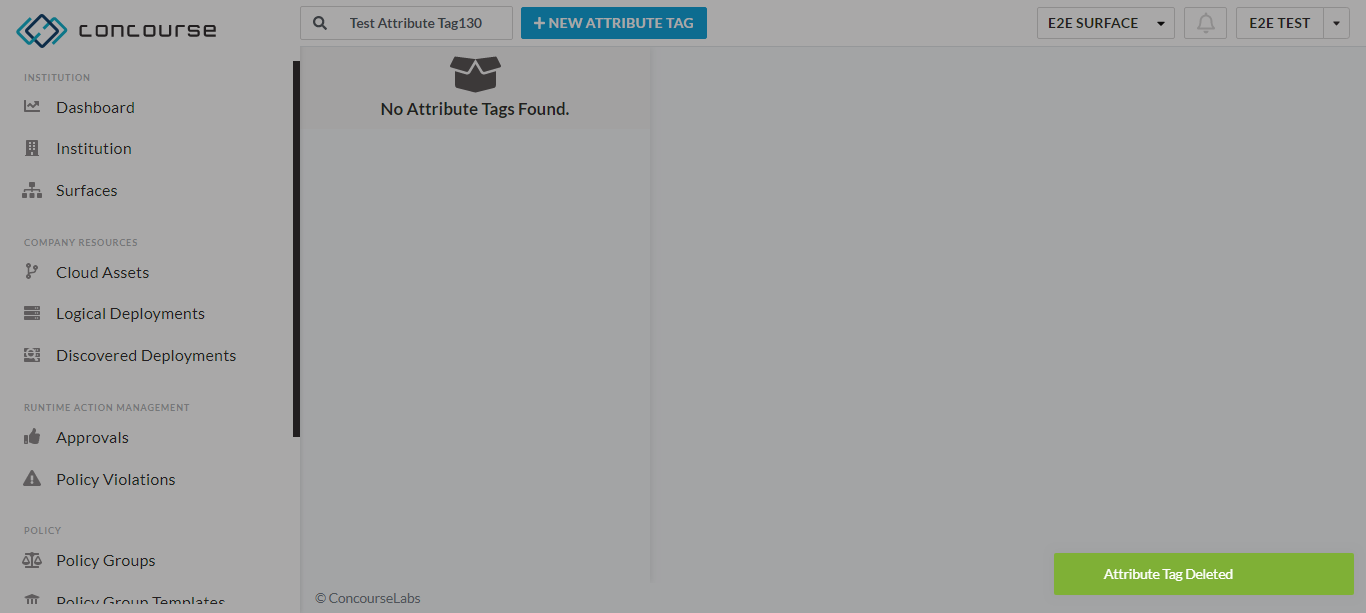 concourse
Test Attribute Tag130
+ NEW ATTRIBUTE TAG
E2E SURFACE
E2E TEST
INSTITUTION
Dashboard
Institution
Surfaces
COMPANY RESOURCES
Cloud Assets
Logical Deployments
Discovered Deployments
RUNTIME ACTION MANAGEMENT
Approvals
Policy Violations
POLICY
Policy Groups
Policy Group Templates
No Attribute Tags Found.
Attribute Tag Deleted
© ConcourseLabs